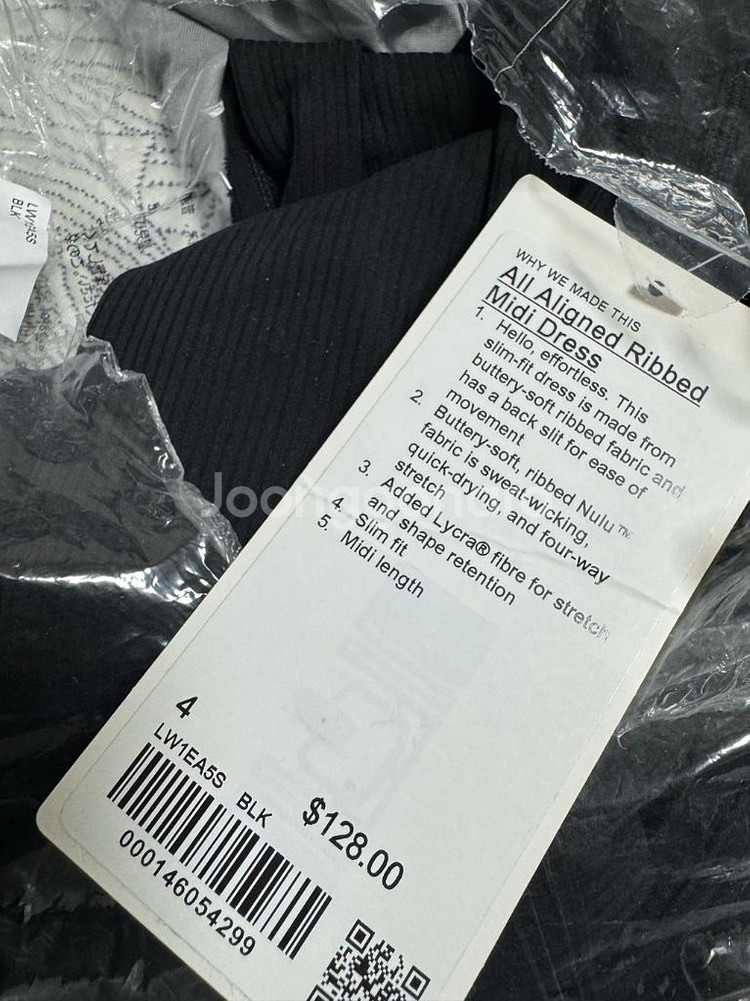 WHY WE MADE THIS
All Aligned Ribbed
Midi Dress
1. Hello, effortless. This
slim-fit dress is made from
buttery-soft ribbed fabric and
has a back slit for ease of
movement
2. Buttery-soft, ribbed Nulu™
fabric is sweat-wicking,
quick-drying, and four-way
stretch
3. Added Lycra® fibre for stretch
and shape retention
4. Slim fit
5. Midi length
4
LW1EA5S BLK
$128.00
000146054299
BLK